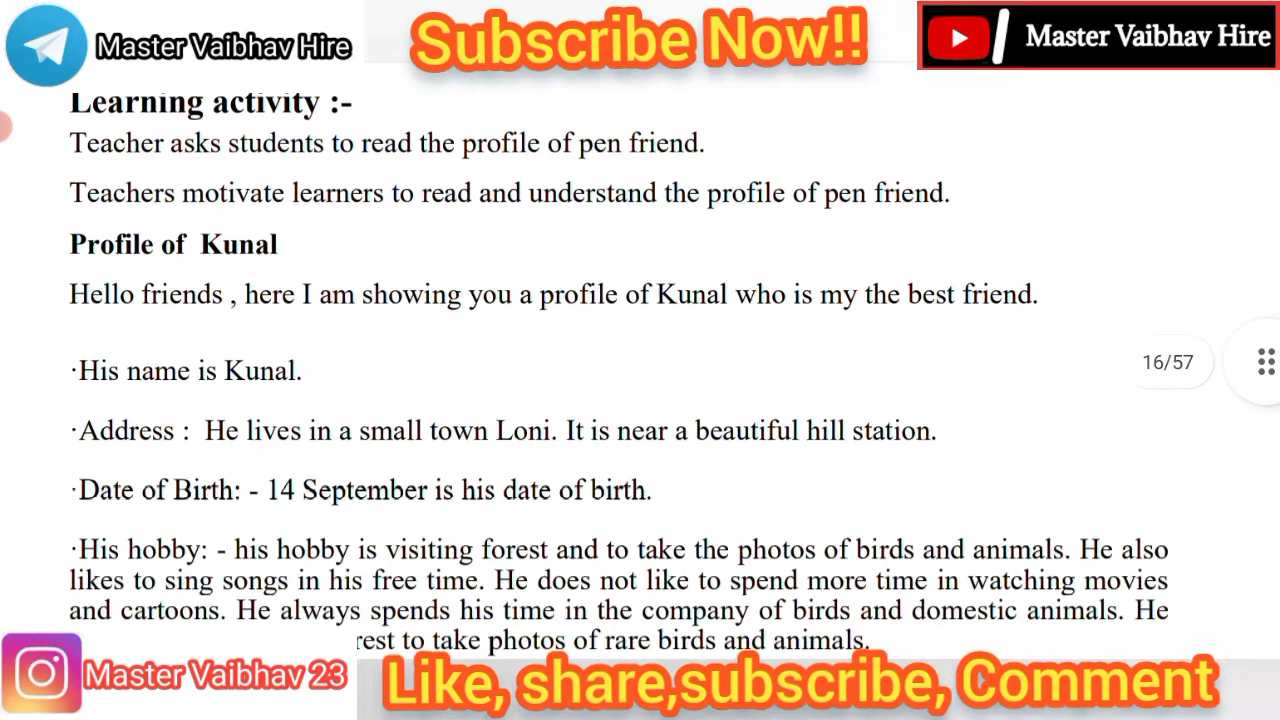 Master Vaibhav Hire
Subscribe Now!!
Master Vaibhav Hire
Learning activity :-
Teacher asks students to read the profile of pen friend.
Teachers motivate learners to read and understand the profile of pen friend.
Profile of Kunal
Hello friends , here I am showing you a profile of Kunal who is my the best friend.
·His name is Kunal.
16/57
·Address : He lives in a small town Loni. It is near a beautiful hill station.
·Date of Birth: - 14 September is his date of birth.
·His hobby: - his hobby is visiting forest and to take the photos of birds and animals. He also
likes to sing songs in his free time. He does not like to spend more time in watching movies
and cartoons. He always spends his time in the company of birds and domestic animals. He
rest to take photos of rare birds and animals.
Master Vaibhav 23
Like, share,subscribe, Comment